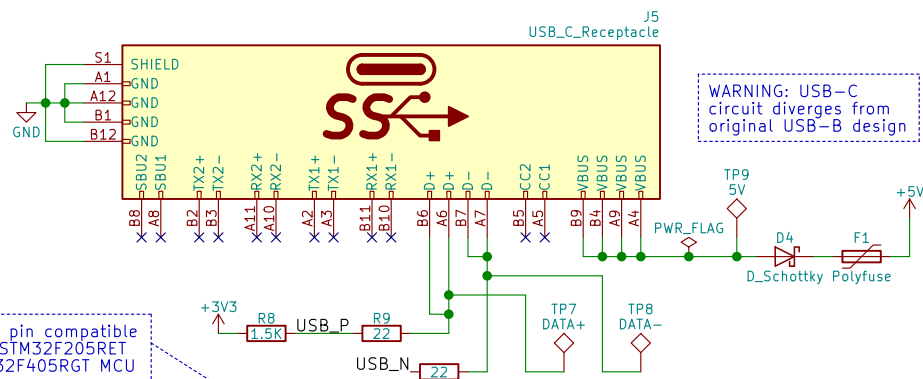 J5
USB_C_Receptacle
S1
SHIELD
A1
GND
A12
GND
B1
GND
B12
GND
GND
SS
WARNING: USB-C
circuit diverges from
original USB-B design
SBU2
SBU1
TX2+
TX2-
RX2+
RX2-
TX1+
TX1-
RX1+
RX1-
D+
D+
D-
D-
CC2
CC1
VBUS
VBUS
VBUS
VBUS
B8
A8
B2
B3
A11
A10
A2
A3
B11
B10
B6
A6
B7
A7
B5
A5
B9
B4
A9
A4
TP9
5V
+5V
PWR_FLAG
D4
F1
D_Schottky
Polyfuse
+3V3
R8
1.5K
USB_P
R9
22
TP7
DATA+
TP8
DATA-
USB_N
22
pin compatible
STM32F205RET
32F405RGT MCU